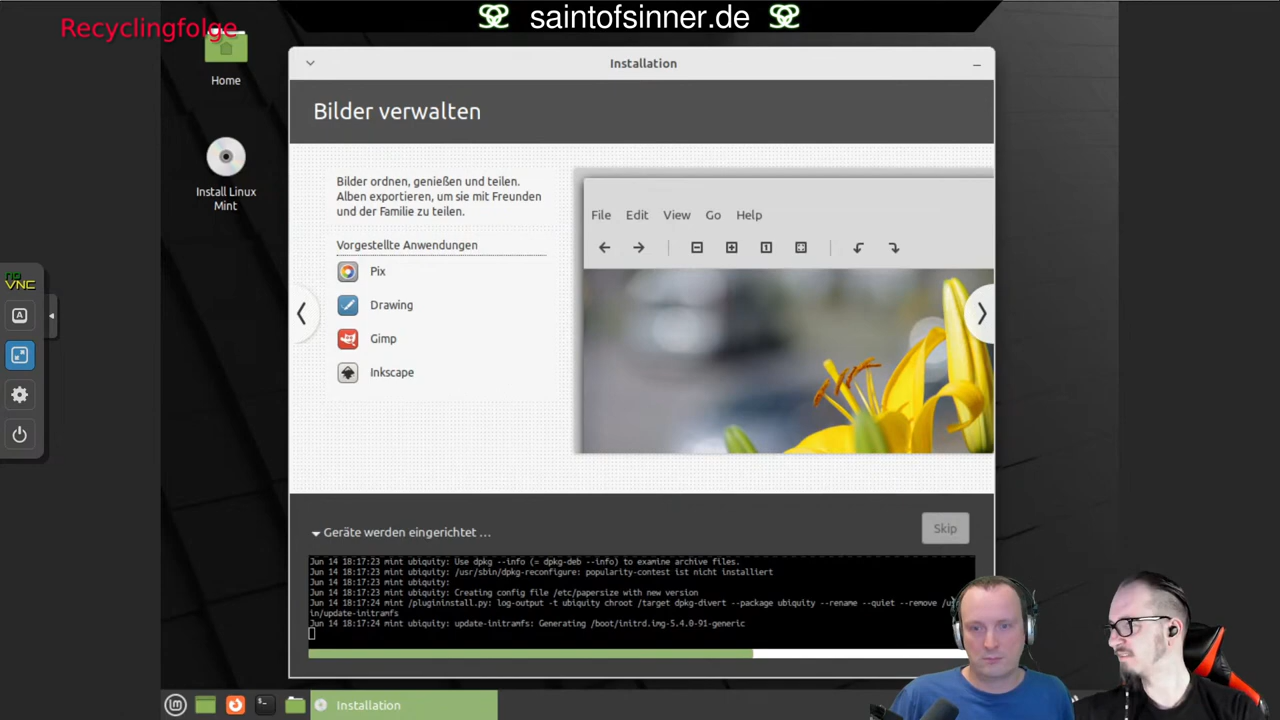 Recyclingfolge
saintofsinner.de
Home
Install Linux
Mint
Installation
Bilder verwalten
Bilder ordnen, genießen und teilen.
Alben exportieren, um sie mit Freunden
und der Familie zu teilen.
Vorgestellte Anwendungen
Pix
Drawing
Gimp
Inkscape
File Edit View Go Help
no
VNC
Geräte werden eingerichtet …
Skip
Jun 14 18:17:23 mint ubiquity: Use dpkg --info (= dpkg-deb --info) to examine archive files.
Jun 14 18:17:23 mint ubiquity: /usr/sbin/dpkg-reconfigure: popularity-contest ist nicht installiert
Jun 14 18:17:23 mint ubiquity:
Jun 14 18:17:23 mint ubiquity: Creating config file /etc/papersize with new version
Jun 14 18:17:24 mint /plugininstall.py: log-output -t ubiquity chroot /target dpkg-divert --package ubiquity --rename --quiet --remove
in/update-initramfs
Jun 14 18:17:24 mint ubiquity: update-initramfs: Generating /boot/initrd.img-5.4.0-91-generic
Installation